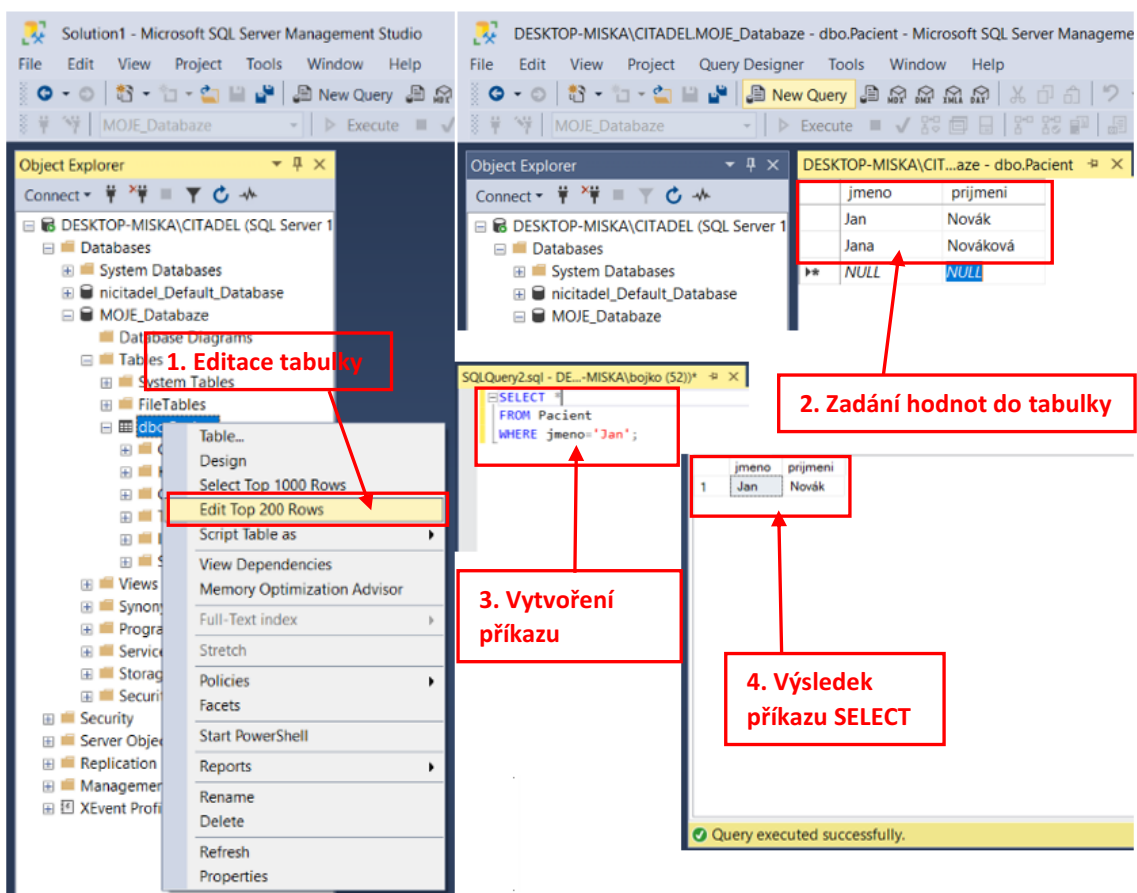 Solution1 - Microsoft SQL Server Management Studio
File Edit View Project Tools Window Help
New Query
MOJE_Databaze
Execute
Object Explorer
Connect
DESKTOP-MISKA\CITADEL (SQL Server 1
Databases
System Databases
nicitadel_Default_Database
MOJE_Databaze
Database Diagrams
Tables
System Tables
FileTables
1. Editace tabulky
Table...
Design
Select Top 1000 Rows
Edit Top 200 Rows
Script Table as
View Dependencies
Memory Optimization Advisor
Full-Text index
Stretch
Policies
Facets
Start PowerShell
Reports
Rename
Delete
Refresh
Properties
Views
Synony
Progra
Service
Storag
Securit
Security
Server Obje
Replication
Managemer
XEvent Profi
DESKTOP-MISKA\CITADEL.MOJE_Databaze - dbo.Pacient - Microsoft SQL Server Manageme
File Edit View Project Query Designer Tools Window Help
New Query
MOJE_Databaze
Execute
Object Explorer
Connect
DESKTOP-MISKA\CITADEL (SQL Server 1
Databases
System Databases
nicitadel_Default_Database
MOJE_Databaze
DESKTOP-MISKA\CIT...aze - dbo.Pacient
jmeno prijmeni
Jan Novák
Jana Nováková
NULL NULL
2. Zadání hodnot do tabulky
SQLQuery2.sql - DE...-MISKA\bojko (52))*
SELECT *
FROM Pacient
WHERE jmeno='Jan';
3. Vytvoření
příkazu
jmeno prijmeni
1 Jan Novák
4. Výsledek
příkazu SELECT
Query executed successfully.